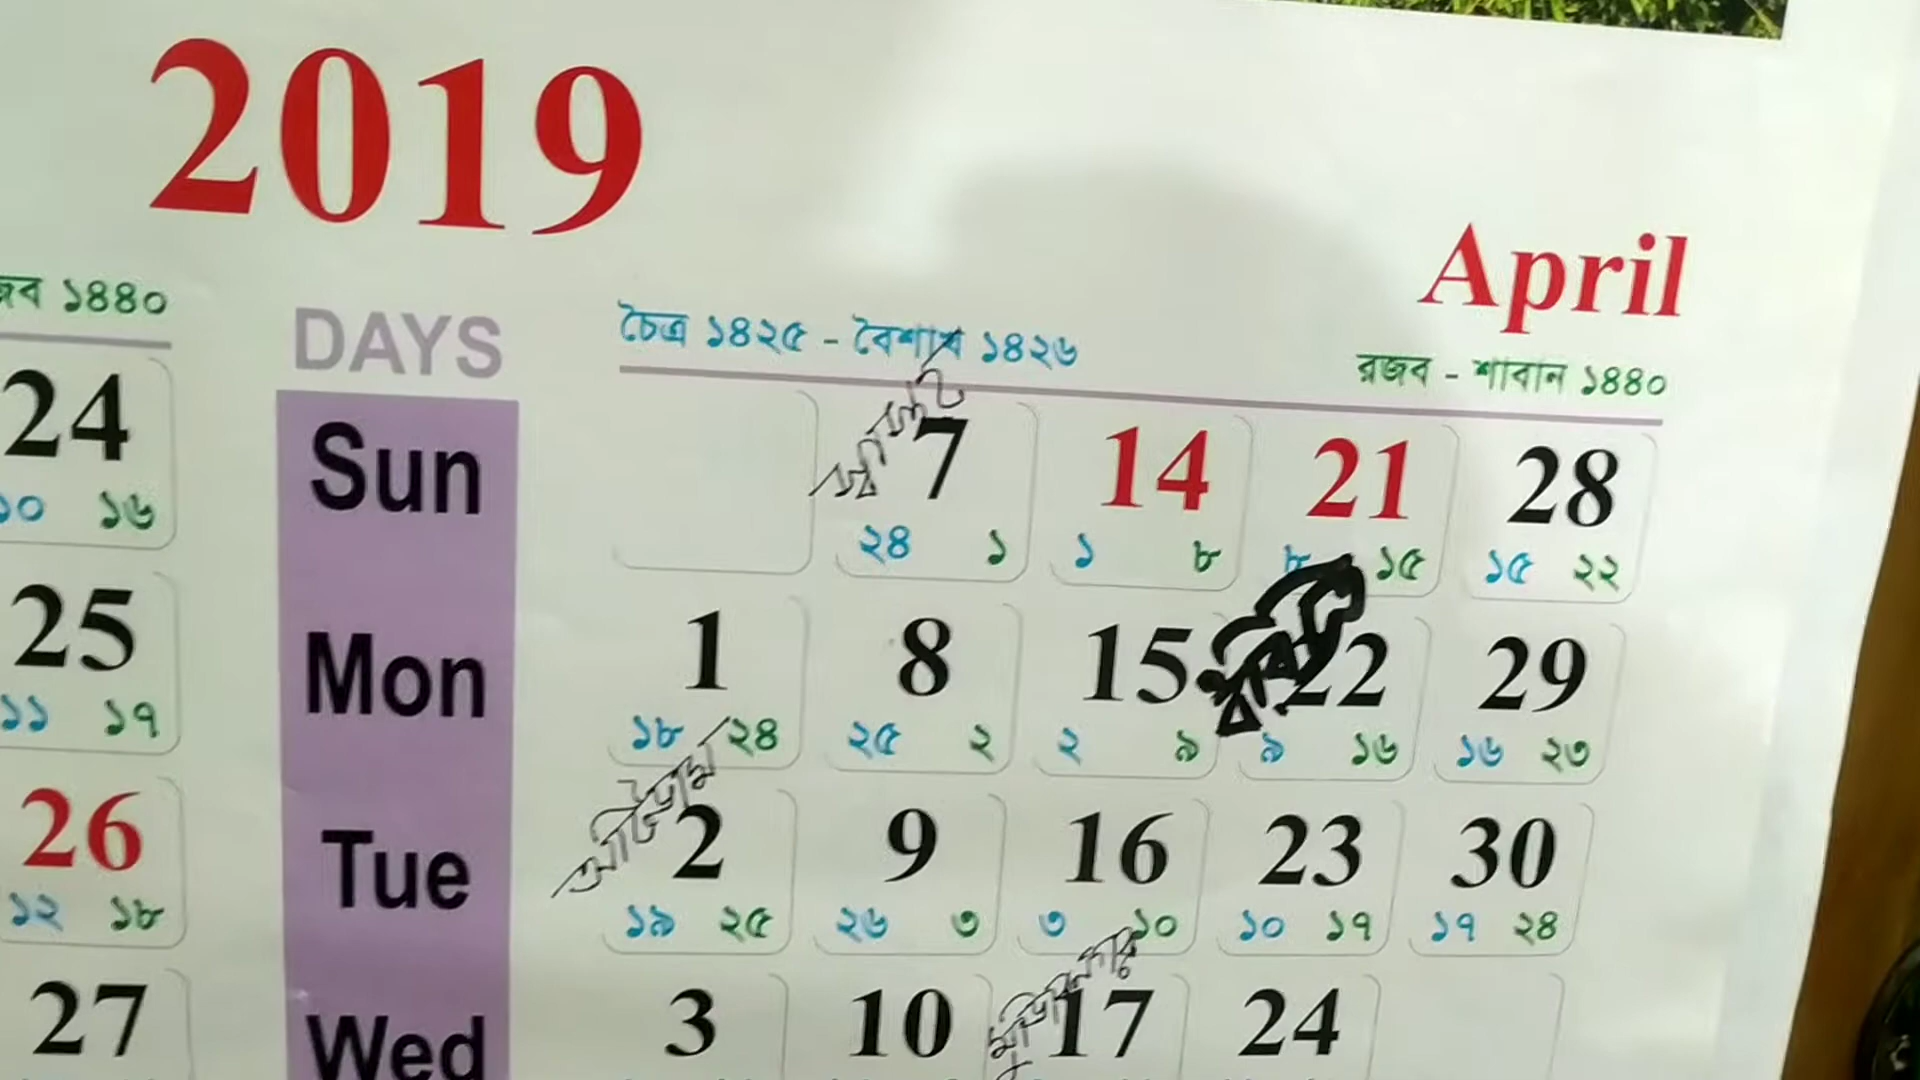 2019
April
জব ১৪৪০
DAYS
চৈত্র ১৪২৫ - বৈশাখ ১৪২৬
রজব - শাবান ১৪৪০
24
১০ ১৬
Sun
7 14 21 28
২৪ ১ ১ ৮ ৮ ১৫ ১৫ ২২
25
১১ ১৭
Mon
1 8 15 22 29
১৮ ২৪ ২৫ ২ ২ ৯ ৯ ১৬ ১৬ ২৩
26
১২ ১৮
Tue
2 9 16 23 30
১৯ ২৫ ২৬ ৩ ৩ ১০ ১০ ১৭ ১৭ ২৪
27
Wed
3 10 17 24